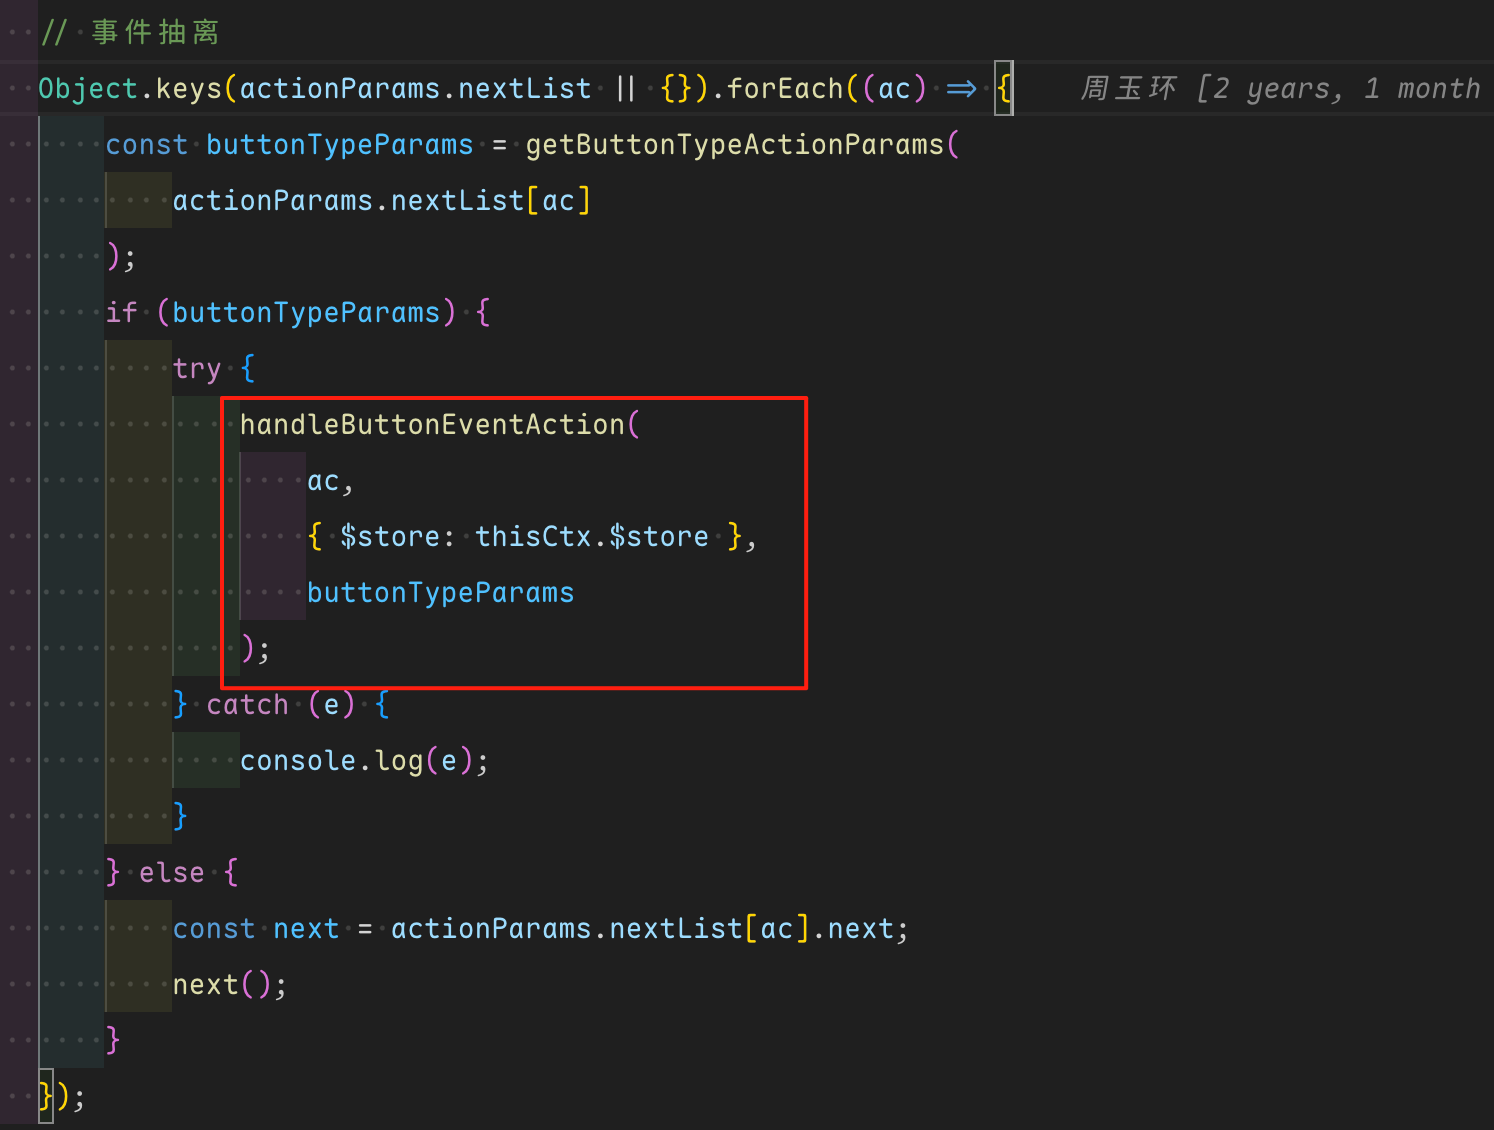 // 事件抽离
Object.keys(actionParams.nextList || {}).forEach((ac) => {    周玉环 [2 years, 1 month
    const buttonTypeParams = getButtonTypeActionParams(
        actionParams.nextList[ac]
    );
    if (buttonTypeParams) {
        try {
            handleButtonEventAction(
                ac,
                { $store: thisCtx.$store },
                buttonTypeParams
            );
        } catch (e) {
            console.log(e);
        }
    } else {
        const next = actionParams.nextList[ac].next;
        next();
    }
});